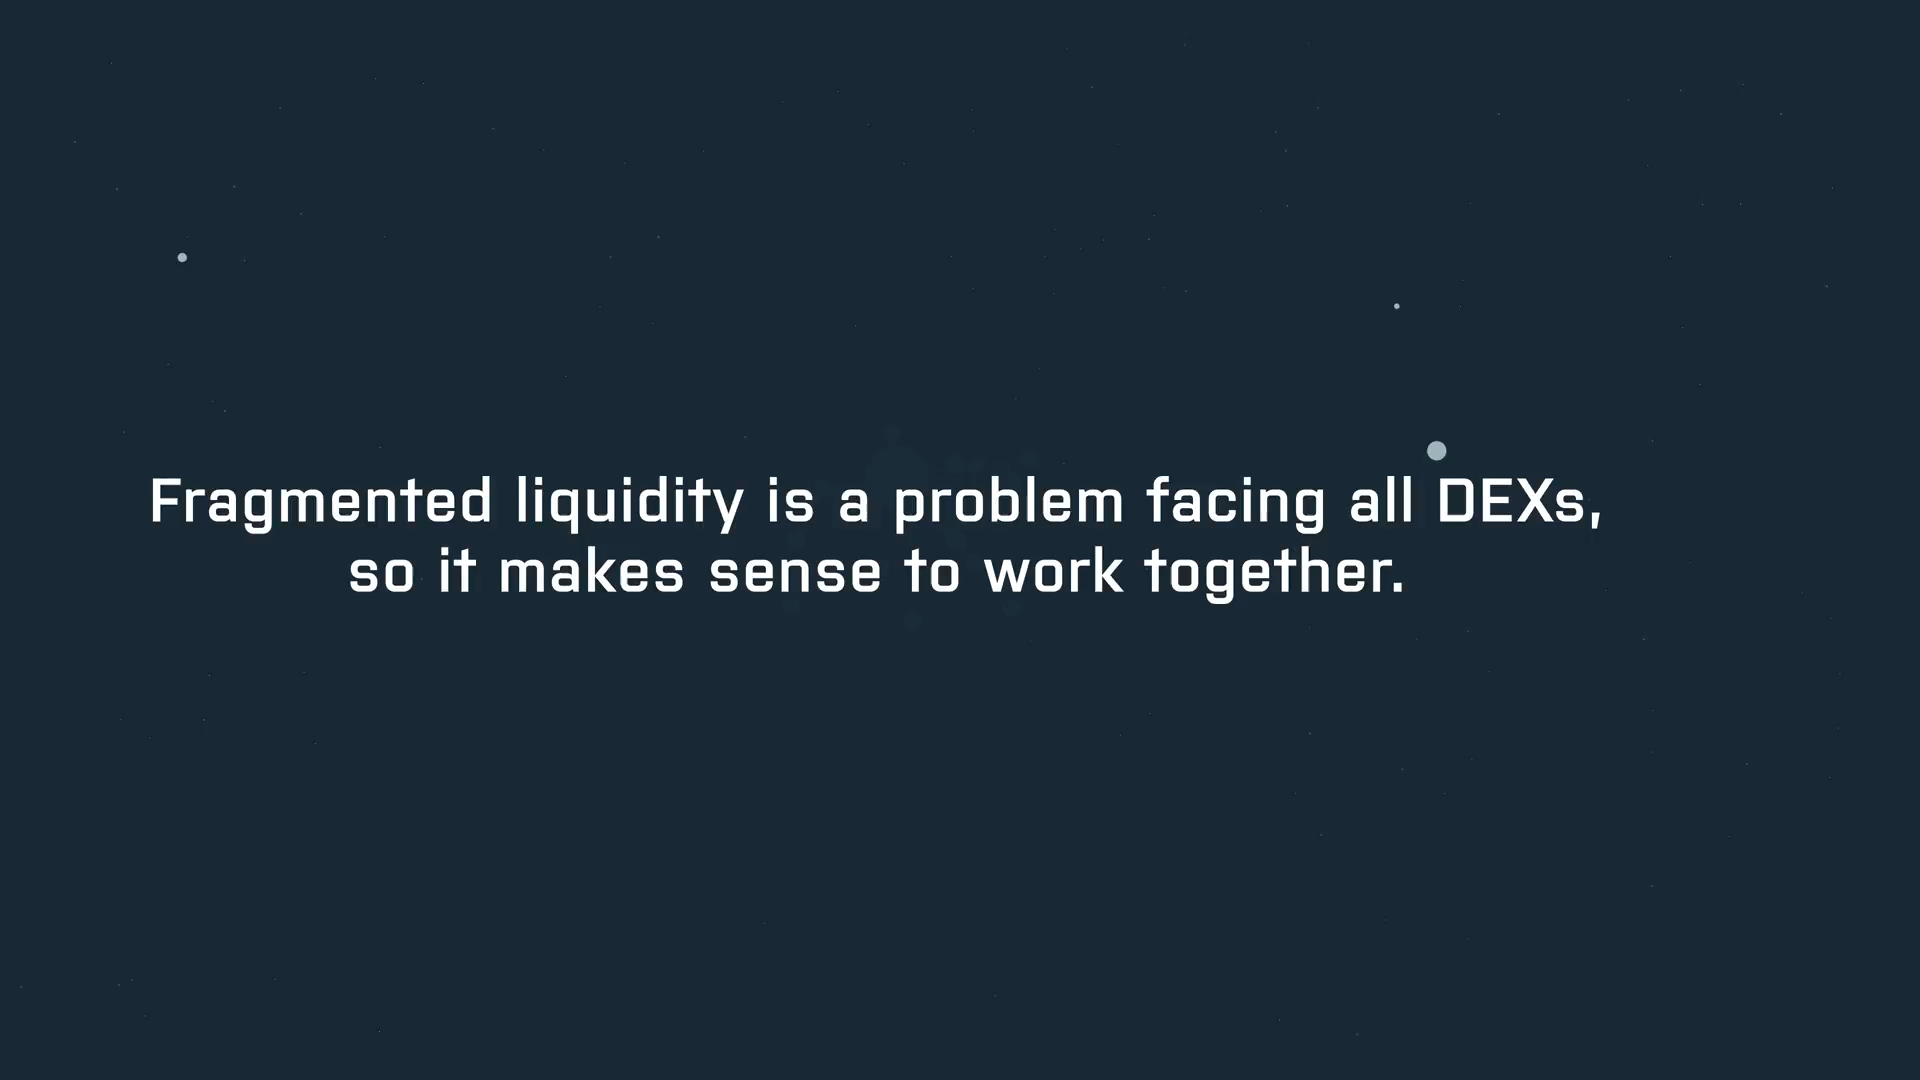 Fragmented liquidity is a problem facing all DEXs,
so it makes sense to work together.